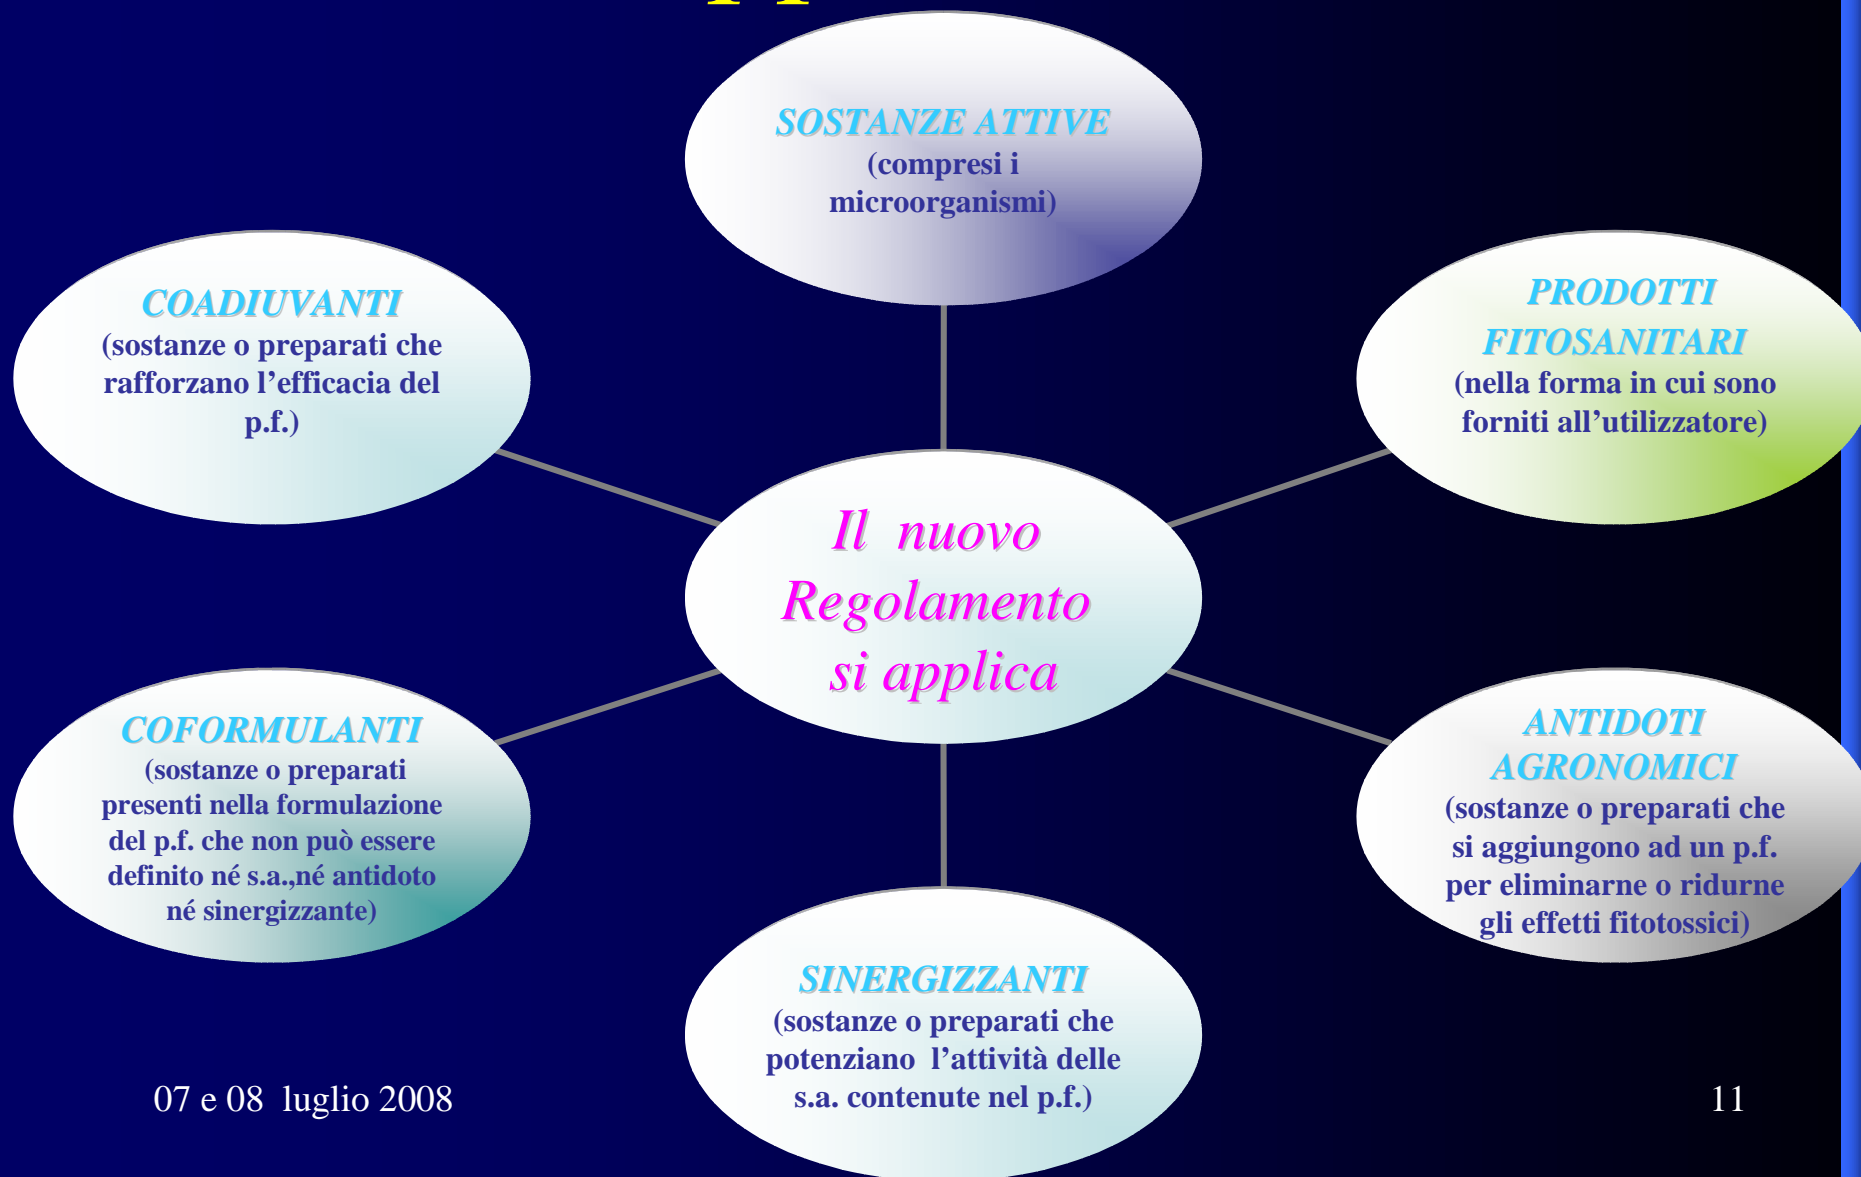 SOSTANZE ATTIVE
(compresi i
microorganismi)
COADIUVANTI
(sostanze o preparati che
rafforzano l’efficacia del
p.f.)
PRODOTTI
FITOSANITARI
(nella forma in cui sono
forniti all’utilizzatore)
Il nuovo
Regolamento
si applica
COFORMULANTI
(sostanze o preparati
presenti nella formulazione
del p.f. che non può essere
definito né s.a.,né antidoto
né sinergizzante)
ANTIDOTI
AGRONOMICI
(sostanze o preparati che
si aggiungono ad un p.f.
per eliminarne o ridurne
gli effetti fitotossici)
SINERGIZZANTI
(sostanze o preparati che
potenziano l’attività delle
s.a. contenute nel p.f.)
07 e 08 luglio 2008
11